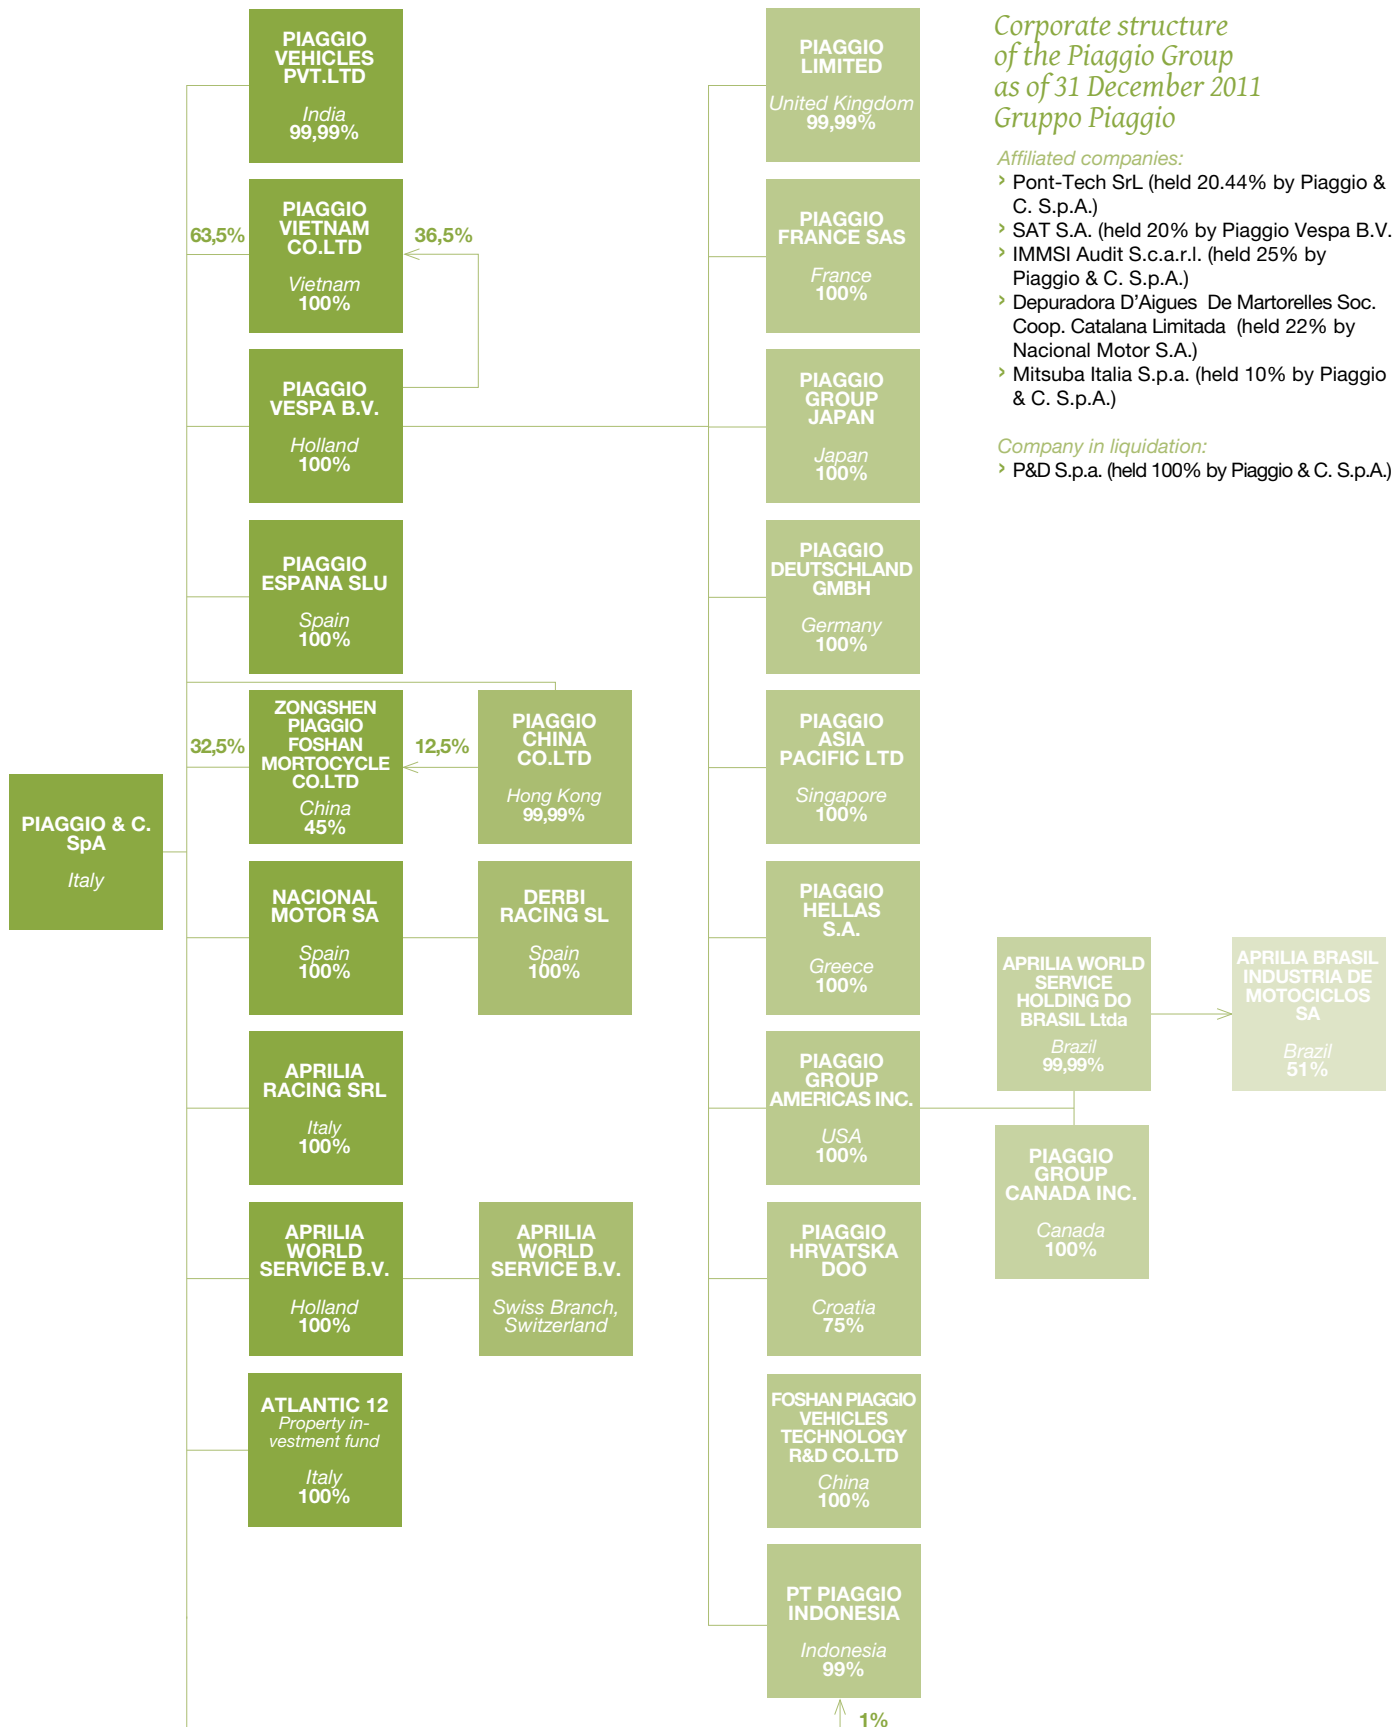 Corporate structure
of the Piaggio Group
as of 31 December 2011
Gruppo Piaggio
Affiliated companies:
› Pont-Tech SrL (held 20.44% by Piaggio &
C. S.p.A.)
› SAT S.A. (held 20% by Piaggio Vespa B.V.
› IMMSI Audit S.c.a.r.l. (held 25% by
Piaggio & C. S.p.A.)
› Depuradora D'Aigues De Martorelles Soc.
Coop. Catalana Limitada (held 22% by
Nacional Motor S.A.)
› Mitsuba Italia S.p.a. (held 10% by Piaggio
& C. S.p.A.)
Company in liquidation:
› P&D S.p.a. (held 100% by Piaggio & C. S.p.A.)
PIAGGIO & C.
SpA
Italy
PIAGGIO
VEHICLES
PVT.LTD
India
99,99%
63,5%
PIAGGIO
VIETNAM
CO.LTD
Vietnam
100%
36,5%
PIAGGIO
VESPA B.V.
Holland
100%
PIAGGIO
ESPANA SLU
Spain
100%
32,5%
ZONGSHEN
PIAGGIO
FOSHAN
MORTOCYCLE
CO.LTD
China
45%
12,5%
PIAGGIO
CHINA
CO.LTD
Hong Kong
99,99%
NACIONAL
MOTOR SA
Spain
100%
DERBI
RACING SL
Spain
100%
APRILIA
RACING SRL
Italy
100%
APRILIA
WORLD
SERVICE B.V.
Holland
100%
APRILIA
WORLD
SERVICE B.V.
Swiss Branch,
Switzerland
ATLANTIC 12
Property in-
vestment fund
Italy
100%
PIAGGIO
LIMITED
United Kingdom
99,99%
PIAGGIO
FRANCE SAS
France
100%
PIAGGIO
GROUP
JAPAN
Japan
100%
PIAGGIO
DEUTSCHLAND
GMBH
Germany
100%
PIAGGIO
ASIA
PACIFIC LTD
Singapore
100%
PIAGGIO
HELLAS
S.A.
Greece
100%
PIAGGIO
GROUP
AMERICAS INC.
USA
100%
APRILIA WORLD
SERVICE
HOLDING DO
BRASIL Ltda
Brazil
99,99%
APRILIA BRASIL
INDUSTRIA DE
MOTOCICLOS
SA
Brazil
51%
PIAGGIO
GROUP
CANADA INC.
Canada
100%
PIAGGIO
HRVATSKA
DOO
Croatia
75%
FOSHAN PIAGGIO
VEHICLES
TECHNOLOGY
R&D CO.LTD
China
100%
PT PIAGGIO
INDONESIA
Indonesia
99%
1%